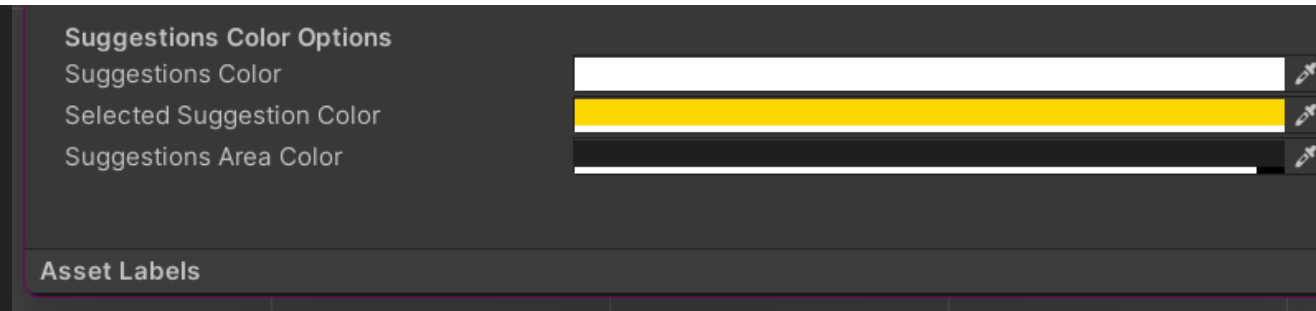 Suggestions Color Options
Suggestions Color
Selected Suggestion Color
Suggestions Area Color
Asset Labels